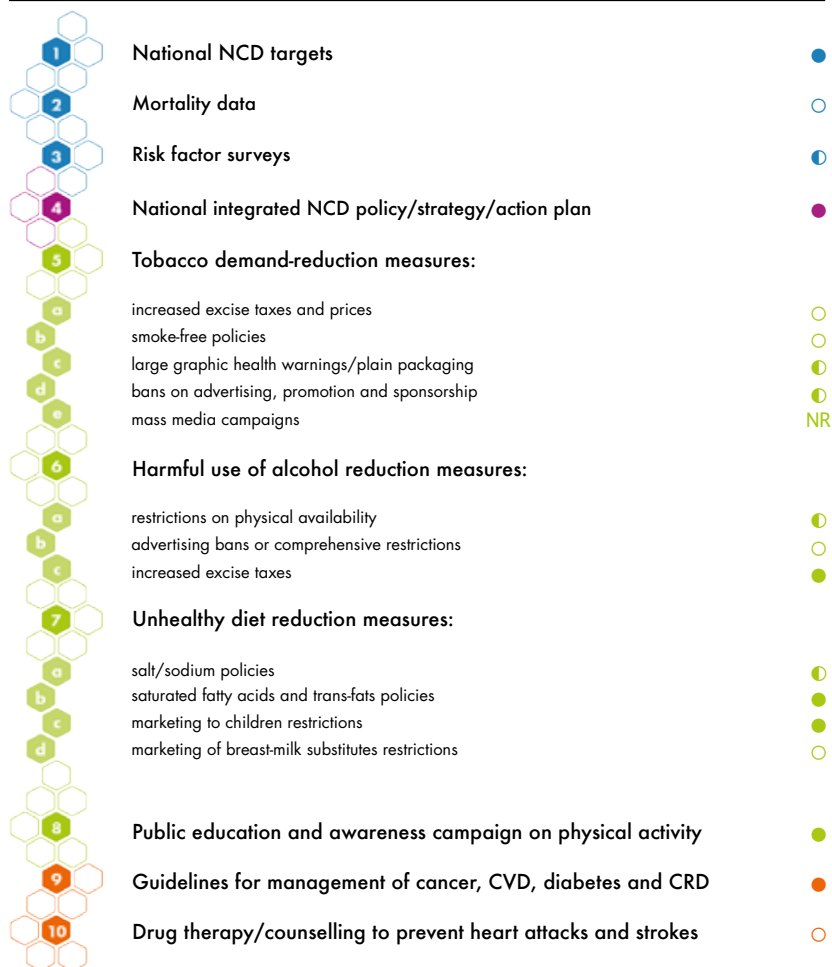 1 National NCD targets ●
2 Mortality data ○
3 Risk factor surveys ◐
4 National integrated NCD policy/strategy/action plan ●
5 Tobacco demand-reduction measures:
a increased excise taxes and prices ○
b smoke-free policies ○
c large graphic health warnings/plain packaging ◐
d bans on advertising, promotion and sponsorship ◐
e mass media campaigns NR
6 Harmful use of alcohol reduction measures:
a restrictions on physical availability ◐
b advertising bans or comprehensive restrictions ○
c increased excise taxes ●
7 Unhealthy diet reduction measures:
a salt/sodium policies ◐
b saturated fatty acids and trans-fats policies ●
c marketing to children restrictions ●
d marketing of breast-milk substitutes restrictions ○
8 Public education and awareness campaign on physical activity ●
9 Guidelines for management of cancer, CVD, diabetes and CRD ●
10 Drug therapy/counselling to prevent heart attacks and strokes ○